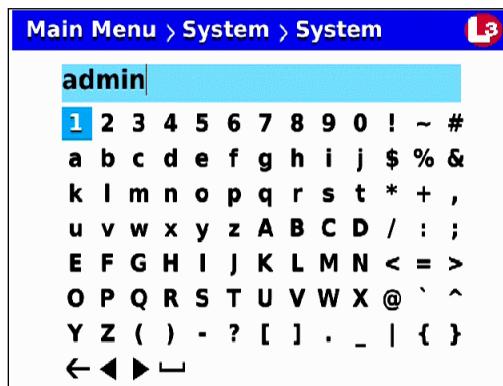 Main Menu > System > System L3
admin
1 2 3 4 5 6 7 8 9 0 ! ~ #
a b c d e f g h i j $ % &
k l m n o p q r s t * + ,
u v w x y z A B C D / : ;
E F G H I J K L M N < = >
O P Q R S T U V W X @ ` ^
Y Z ( ) - ? [ ] . _ | { }
← ◀ ▶ ⎵